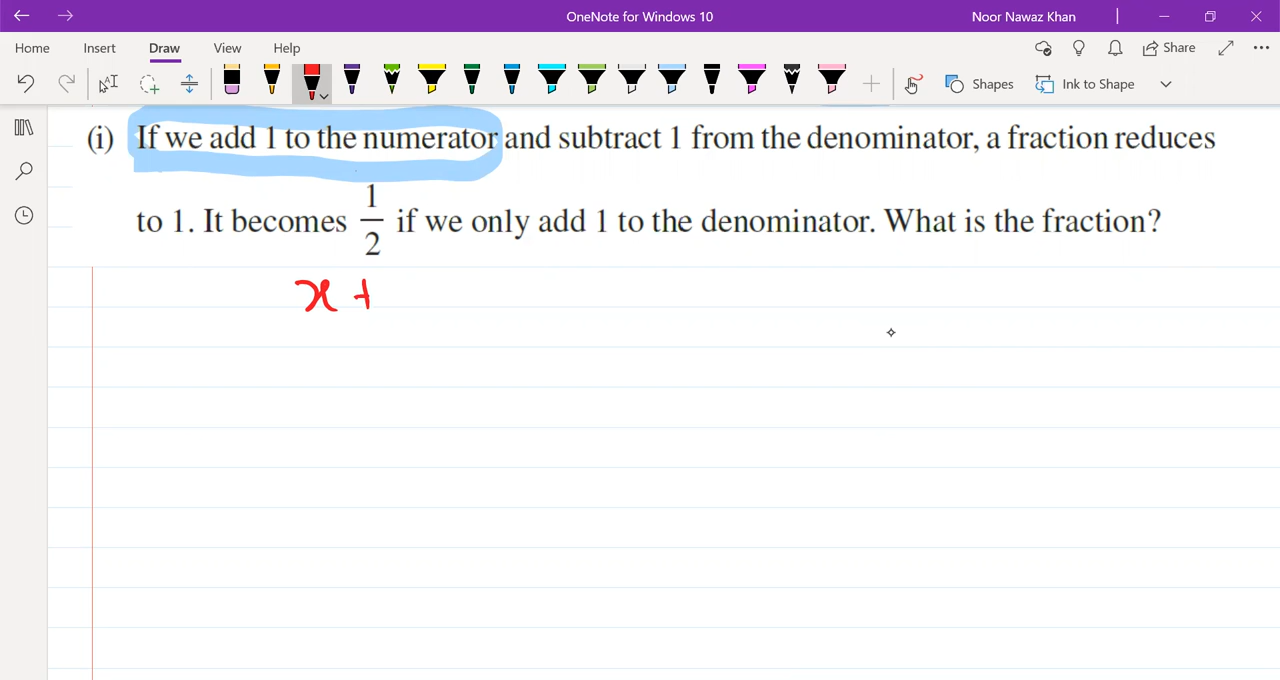 OneNote for Windows 10
Noor Nawaz Khan
Home Insert Draw View Help
Share
Shapes
Ink to Shape
(i) If we add 1 to the numerator and subtract 1 from the denominator, a fraction reduces
to 1. It becomes 1/2 if we only add 1 to the denominator. What is the fraction?
x +